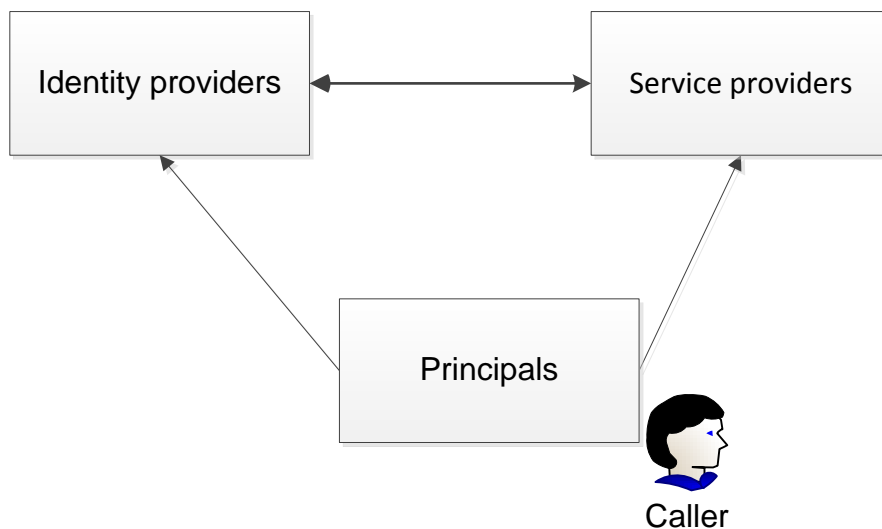 Identity providers
Service providers
Principals
Caller